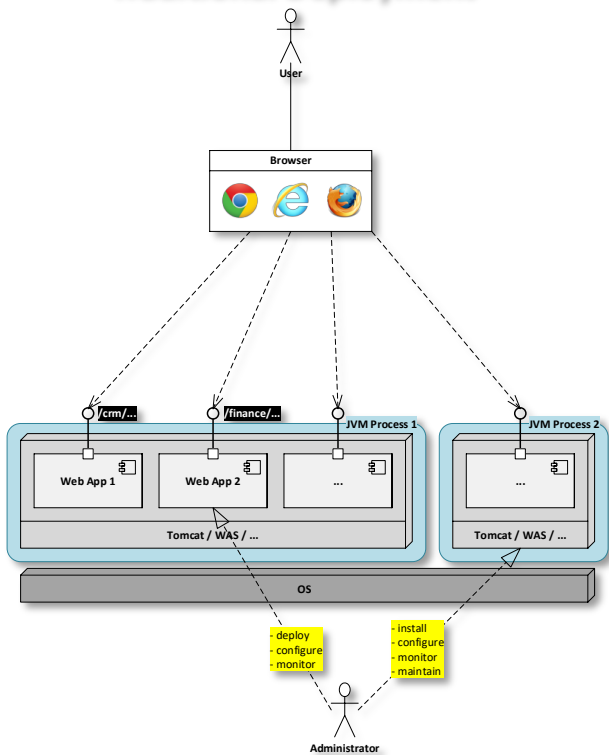 User
Browser
/crm/...
/finance/...
JVM Process 1
JVM Process 2
Web App 1
Web App 2
...
...
Tomcat / WAS / ...
Tomcat / WAS / ...
OS
- deploy
- configure
- monitor
- install
- configure
- monitor
- maintain
Administrator